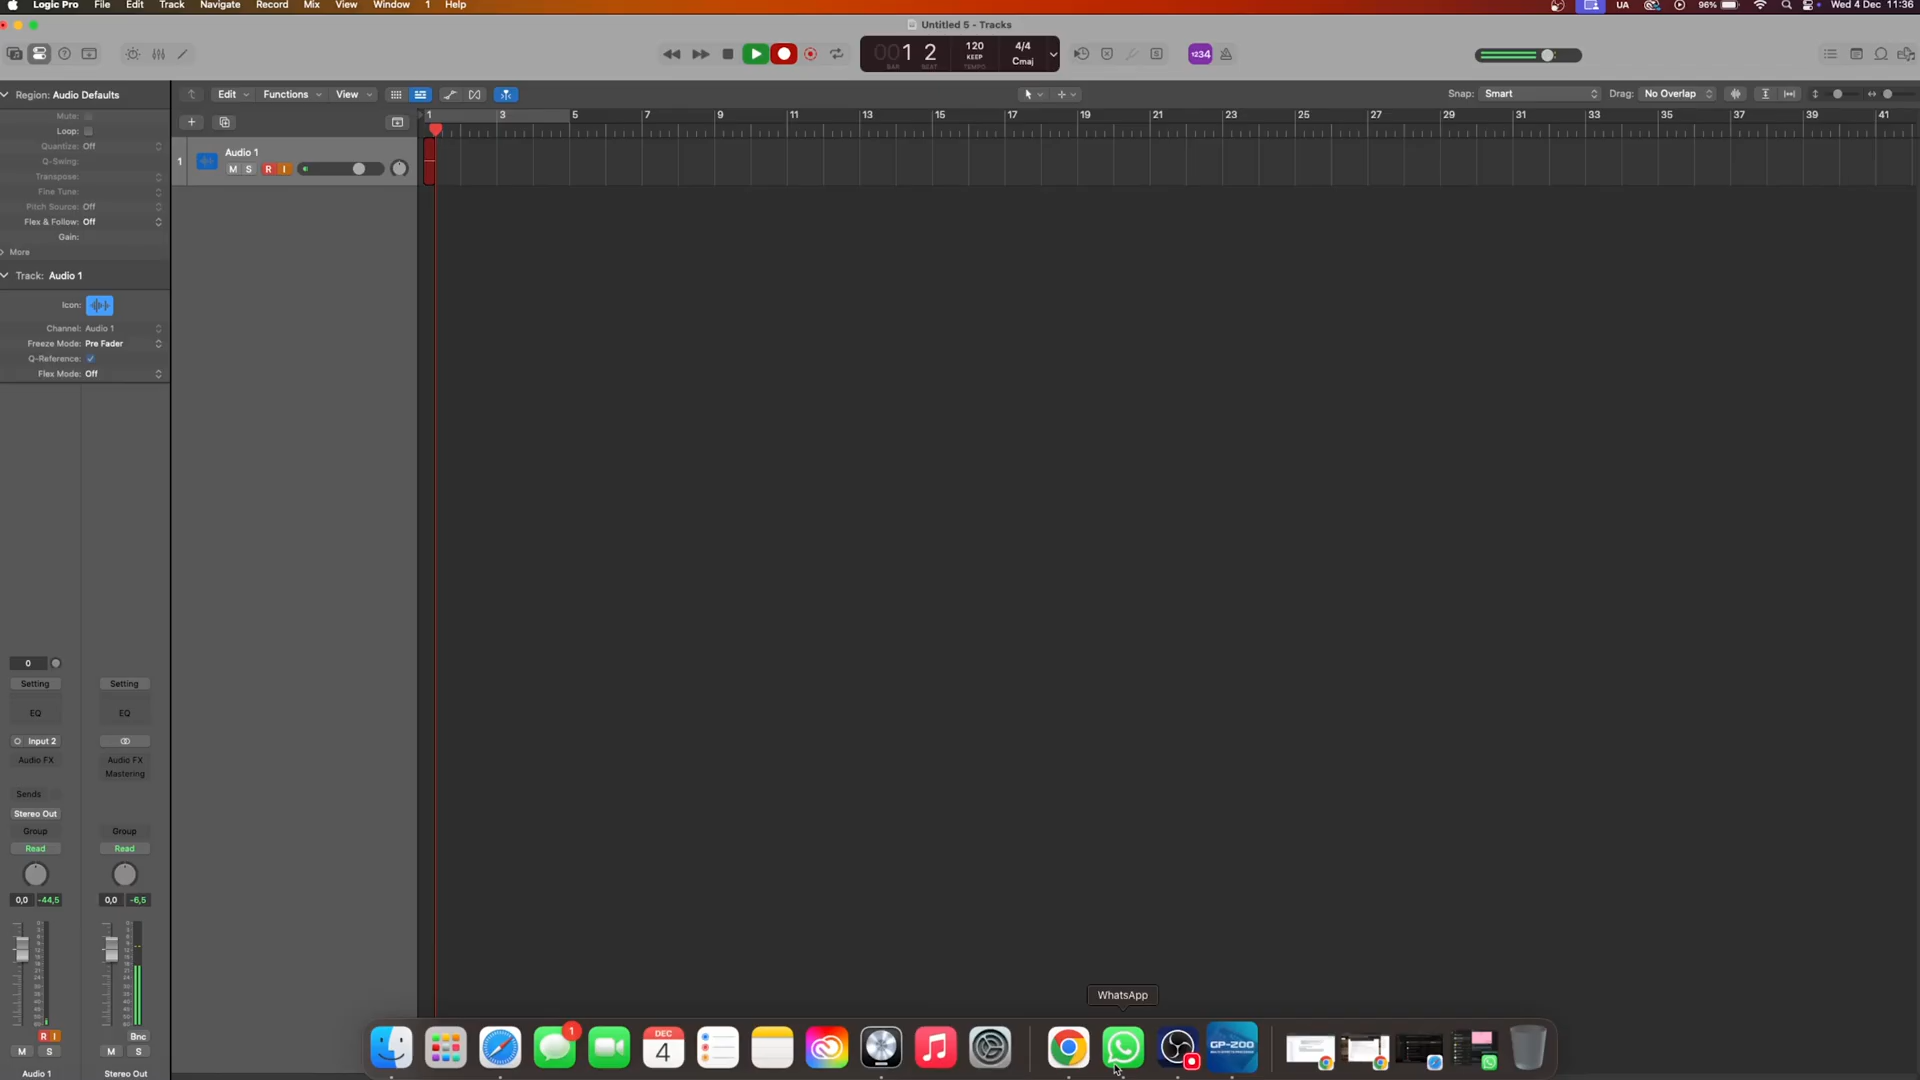 Logic Pro File Edit Track Navigate Record Mix View Window 1 Help UA 96% Wed 4 Dec 11:36
Untitled 5 - Tracks
001 2 120 4/4
KEEP Cmaj
BAR BEAT TEMPO
1234
Region: Audio Defaults
Edit Functions View Snap: Smart Drag: No Overlap
Mute:
Loop:
Quantize: Off
Q-Swing:
Transpose:
Fine Tune:
Pitch Source: Off
Flex & Follow: Off
Gain:
More
1 3 5 7 9 11 13 15 17 19 21 23 25 27 29 31 33 35 37 39 41
1 Audio 1
M S R I
Track: Audio 1
Icon:
Channel: Audio 1
Freeze Mode: Pre Fader
Q-Reference:
Flex Mode: Off
0
Setting Setting
EQ EQ
Input 2
Audio FX Audio FX
Mastering
Sends
Stereo Out
Group Group
Read Read
0,0 -44,5 0,0 -6,5
R I Bnc
M S M S
Audio 1 Stereo Out
WhatsApp
1
DEC
4
GP-200